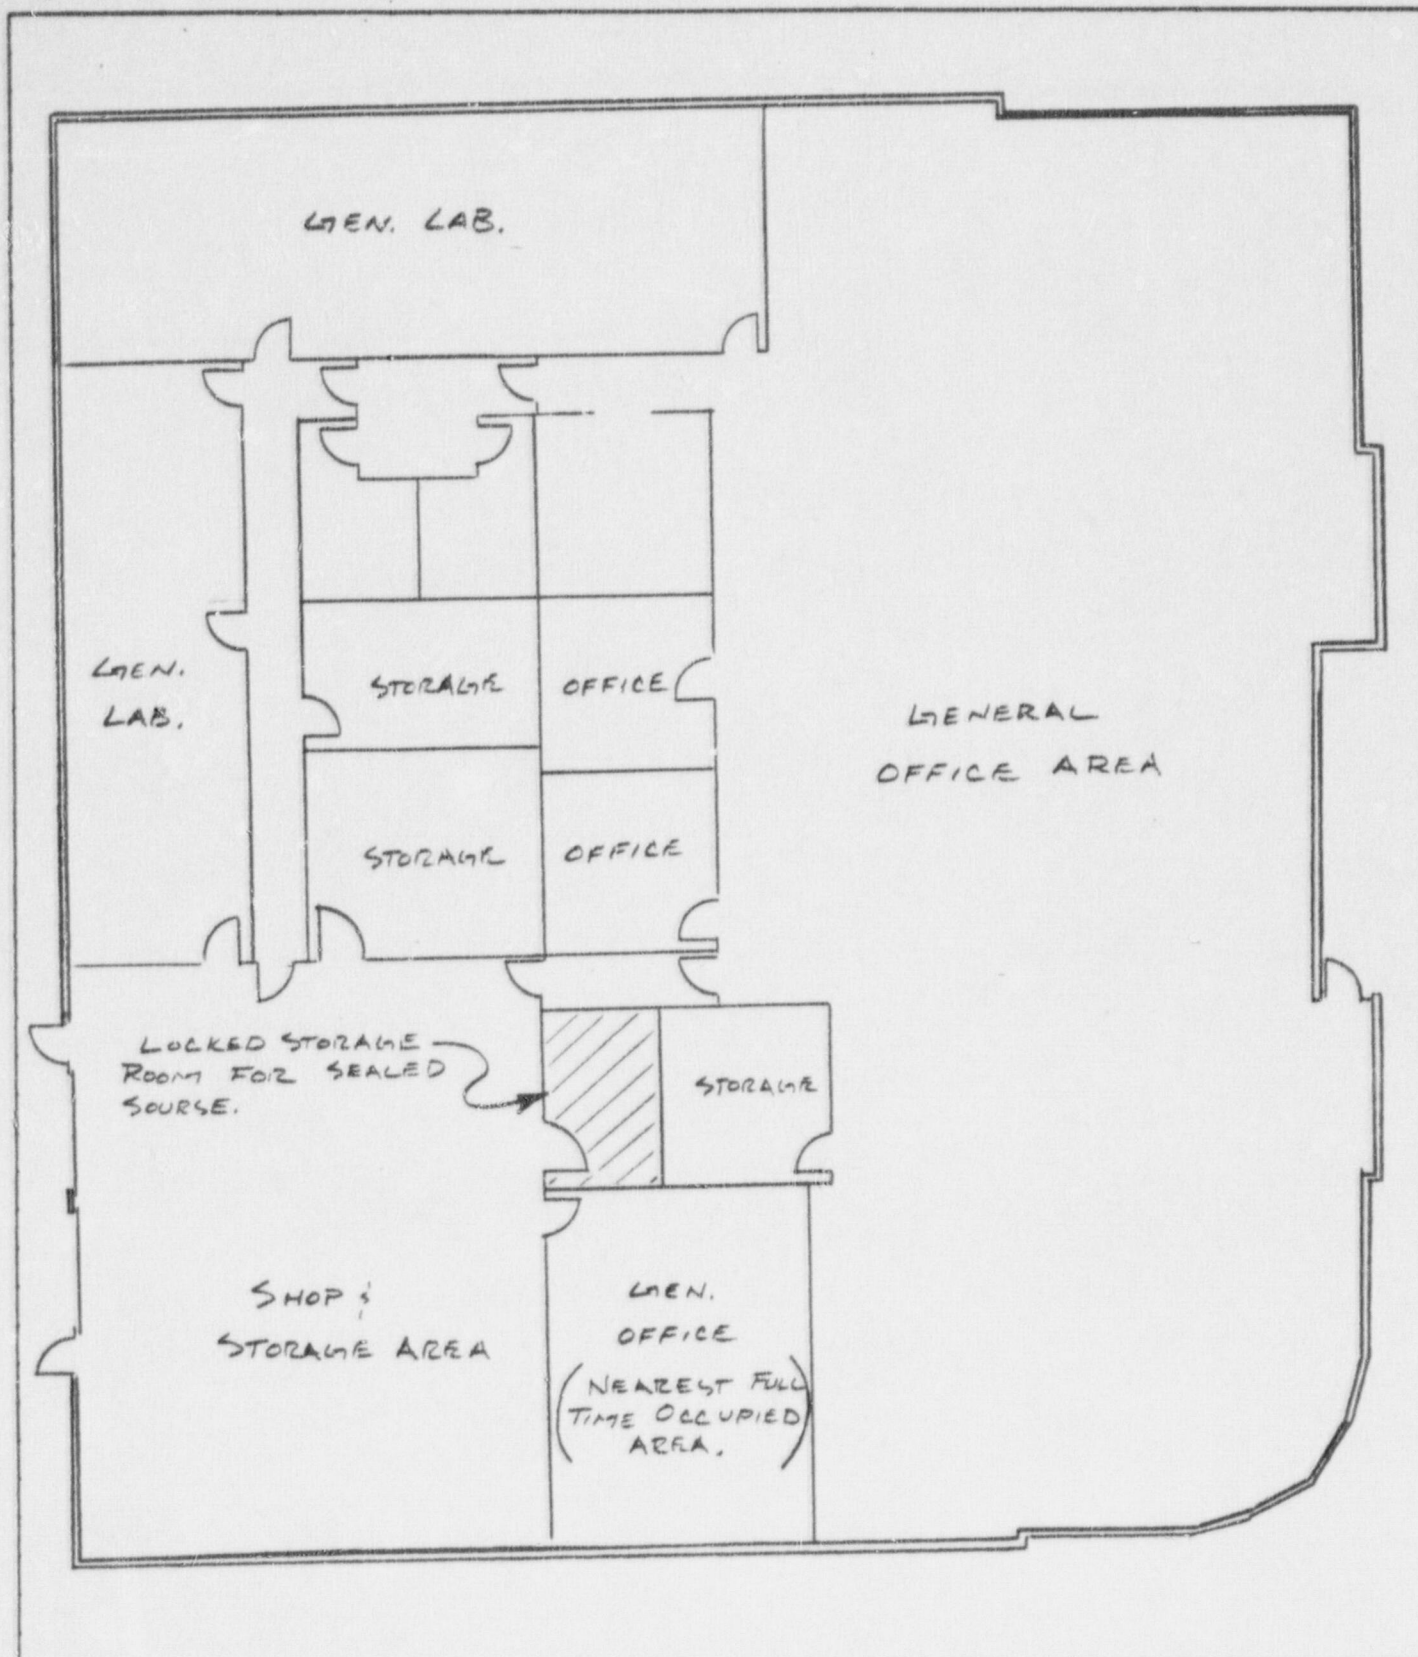 GEN. LAB.
GEN.
LAB.
STORAGE
OFFICE
GENERAL
OFFICE AREA
STORAGE
OFFICE
LOCKED STORAGE
ROOM FOR SEALED
SOURSE.
STORAGE
SHOP &
STORAGE AREA
GEN.
OFFICE
(NEAREST FULL
TIME OCCUPIED
AREA.)